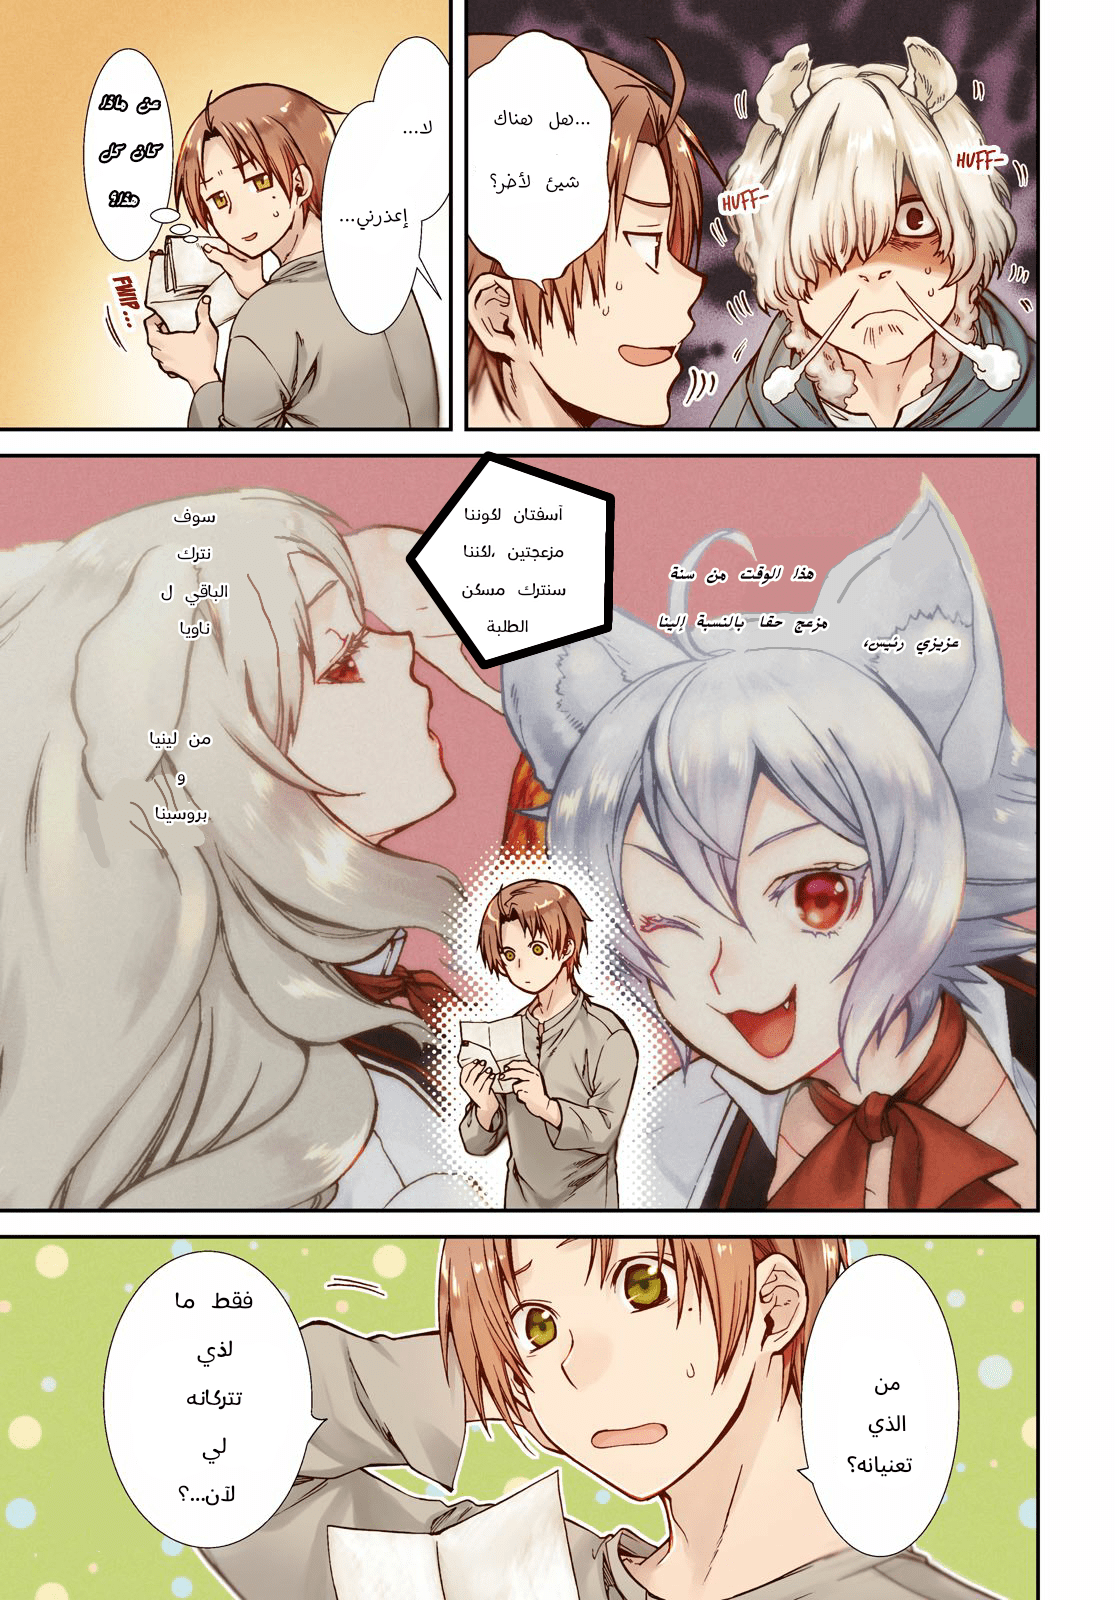 ...هل هناك
شيئ لأخر؟
HUFF-
HUFF-
لا...
إعذرني...
عن ماذا
كان كل
هذا؟
FWIP...
عزيزي رئيس،
هذا الوقت من سنة
مزعج حقا بالنسبة إلينا
آسفتان لكوننا
مزعجتين ،لكننا
سنترك مسكن
الطلبة
سوف
نترك
الباقي ل
ناويا
من لينيا
و
بروسينا
من
الذي
تعنيانه؟
فقط ما
لذي
تتركانه
لي
لآن...؟